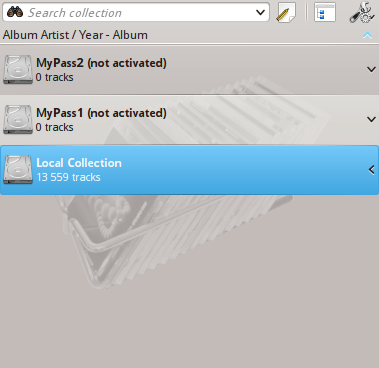 Search collection
Album Artist / Year - Album
MyPass2 (not activated)
0 tracks
MyPass1 (not activated)
0 tracks
Local Collection
13 559 tracks